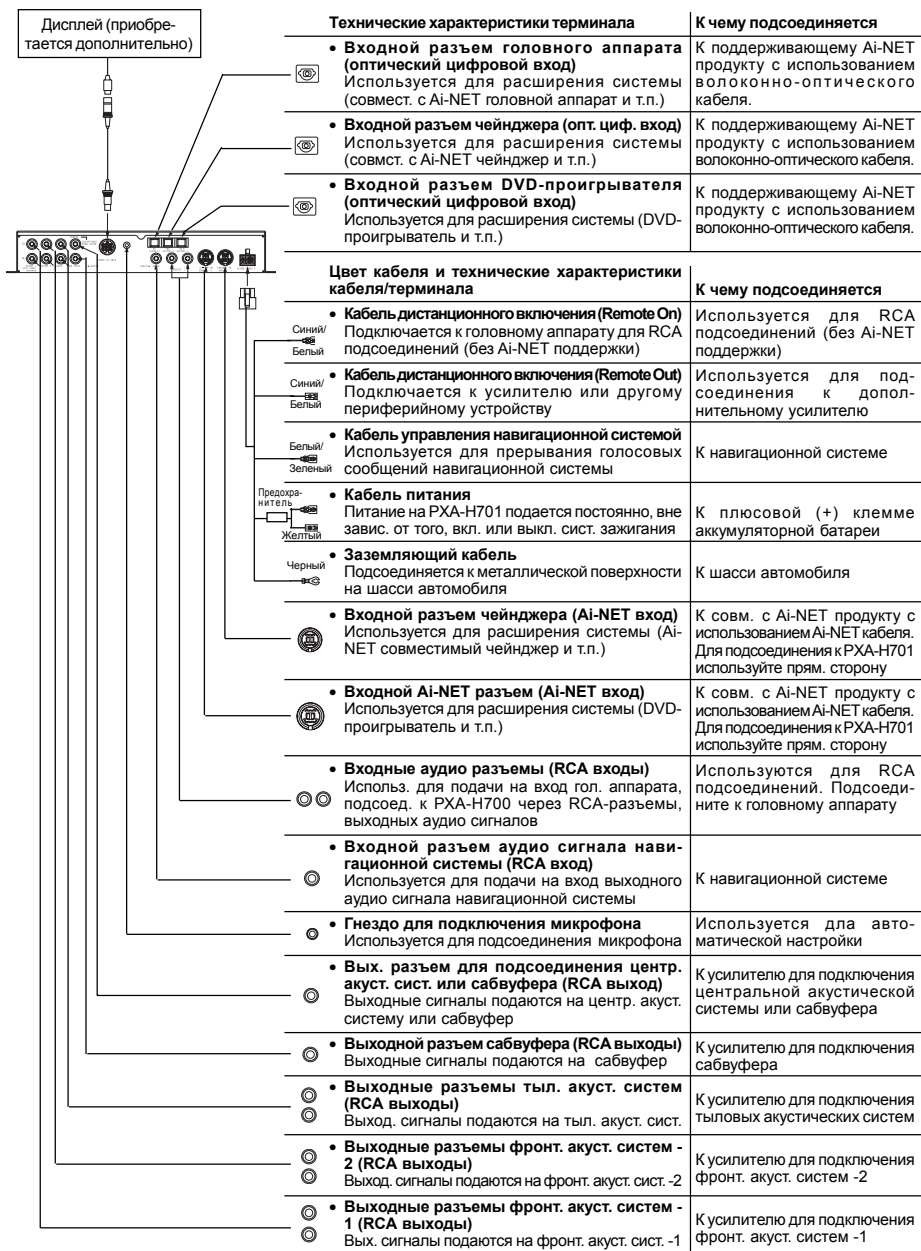 Дисплей (приобре-
тается дополнительно)
Технические характеристики терминала
К чему подсоединяется
• Входной разъем головного аппарата
(оптический цифровой вход)
Используется для расширения системы
(совмест. с Ai-NET головной аппарат и т.п.)
К поддерживающему Ai-NET
продукту с использованием
волоконно-оптического
кабеля.
• Входной разъем чейнджера (опт. циф. вход)
Используется для расширения системы
(совмст. с Ai-NET чейнджер и т.п.)
К поддерживающему Ai-NET
продукту с использованием
волоконно-оптического кабеля.
• Входной разъем DVD-проигрывателя
(оптический цифровой вход)
Используется для расширения системы (DVD-
проигрыватель и т.п.)
К поддерживающему Ai-NET
продукту с использованием
волоконно-оптического кабеля.
Цвет кабеля и технические характеристики
кабеля/терминала
К чему подсоединяется
Синий/
Белый
• Кабель дистанционного включения (Remote On)
Подключается к головному аппарату для RCA
подсоединений (без Ai-NET поддержки)
Используется для RCA
подсоединений (без Ai-NET
поддержки)
Синий/
Белый
• Кабель дистанционного включения (Remote Out)
Подключается к усилителю или другому
периферийному устройству
Используется для под-
соединения к допол-
нительному усилителю
Белый/
Зеленый
• Кабель управления навигационной системой
Используется для прерывания голосовых
сообщений навигационной системы
К навигационной системе
Предохра-
нитель
Желтый
• Кабель питания
Питание на PXA-H701 подается постоянно, вне
завис. от того, вкл. или выкл. сист. зажигания
К плюсовой (+) клемме
аккумуляторной батареи
Черный
• Заземляющий кабель
Подсоединяется к металлической поверхности
на шасси автомобиля
К шасси автомобиля
• Входной разъем чейнджера (Ai-NET вход)
Используется для расширения системы (Ai-
NET совместимый чейнджер и т.п.)
К совм. с Ai-NET продукту с
использованием Ai-NET кабеля.
Для подсоединения к PXA-H701
используйте прям. сторону
• Входной Ai-NET разъем (Ai-NET вход)
Используется для расширения системы (DVD-
проигрыватель и т.п.)
К совм. с Ai-NET продукту с
использованием Ai-NET кабеля.
Для подсоединения к PXA-H701
используйте прям. сторону
• Входные аудио разъемы (RCA входы)
Использ. для подачи на вход гол. аппарата,
подсоед. к PXA-H700 через RCA-разъемы,
выходных аудио сигналов
Используются для RCA
подсоединений. Подсоеди-
ните к головному аппарату
• Входной разъем аудио сигнала нави-
гационной системы (RCA вход)
Используется для подачи на вход выходного
аудио сигнала навигационной системы
К навигационной системе
• Гнездо для подключения микрофона
Используется для подсоединения микрофона
Используется дла авто-
матической настройки
• Вых. разъем для подсоединения центр.
акуст. сист. или сабвуфера (RCA выход)
Выходные сигналы подаются на центр. акуст.
систему или сабвуфер
К усилителю для подключения
центральной акустической
системы или сабвуфера
• Выходной разъем сабвуфера (RCA выходы)
Выходные сигналы подаются на сабвуфер
К усилителю для подключения
сабвуфера
• Выходные разъемы тыл. акуст. систем
(RCA выходы)
Выход. сигналы подаются на тыл. акуст. сист.
К усилителю для подключения
тыловых акустических систем
• Выходные разъемы фронт. акуст. систем -
2 (RCA выходы)
Выход. сигналы подаются на фронт. акуст. сист. -2
К усилителю для подключения
фронт. акуст. систем -2
• Выходные разъемы фронт. акуст. систем -
1 (RCA выходы)
Вых. сигналы подаются на фронт. акуст. сист. -1
К усилителю для подключения
фронт. акуст. систем -1